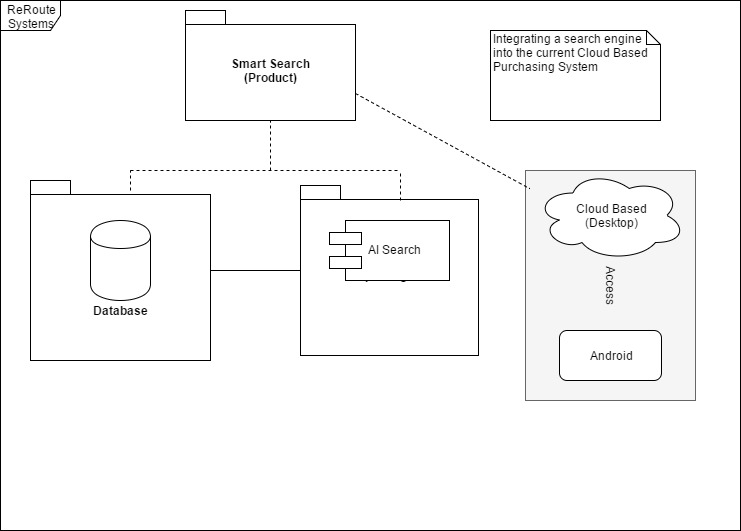 ReRoute
Systems
Smart Search
(Product)
Integrating a search engine
into the current Cloud Based
Purchasing System
Cloud Based
(Desktop)
AI Search
Access
Database
Android